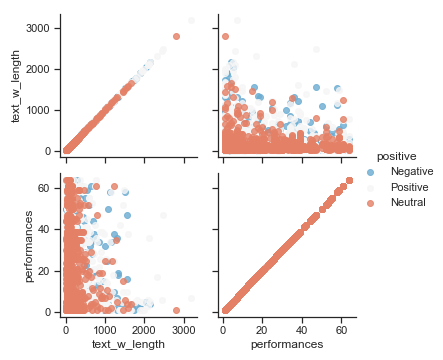 3000
2000
1000
0
text_w_length
positive
Negative
Positive
Neutral
60
40
20
0
performances
0 1000 2000 3000
text_w_length
0 20 40 60
performances